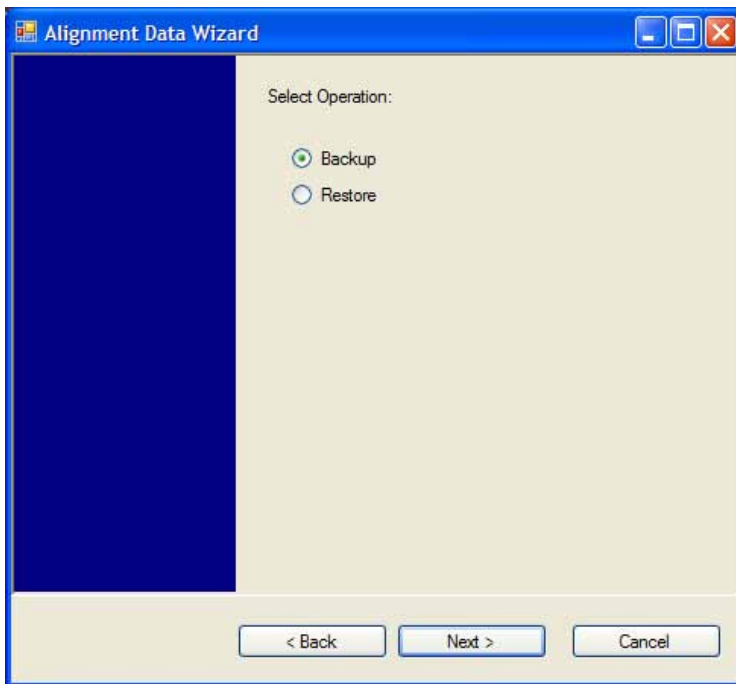 Alignment Data Wizard
Select Operation:
Backup
Restore
< Back Next > Cancel